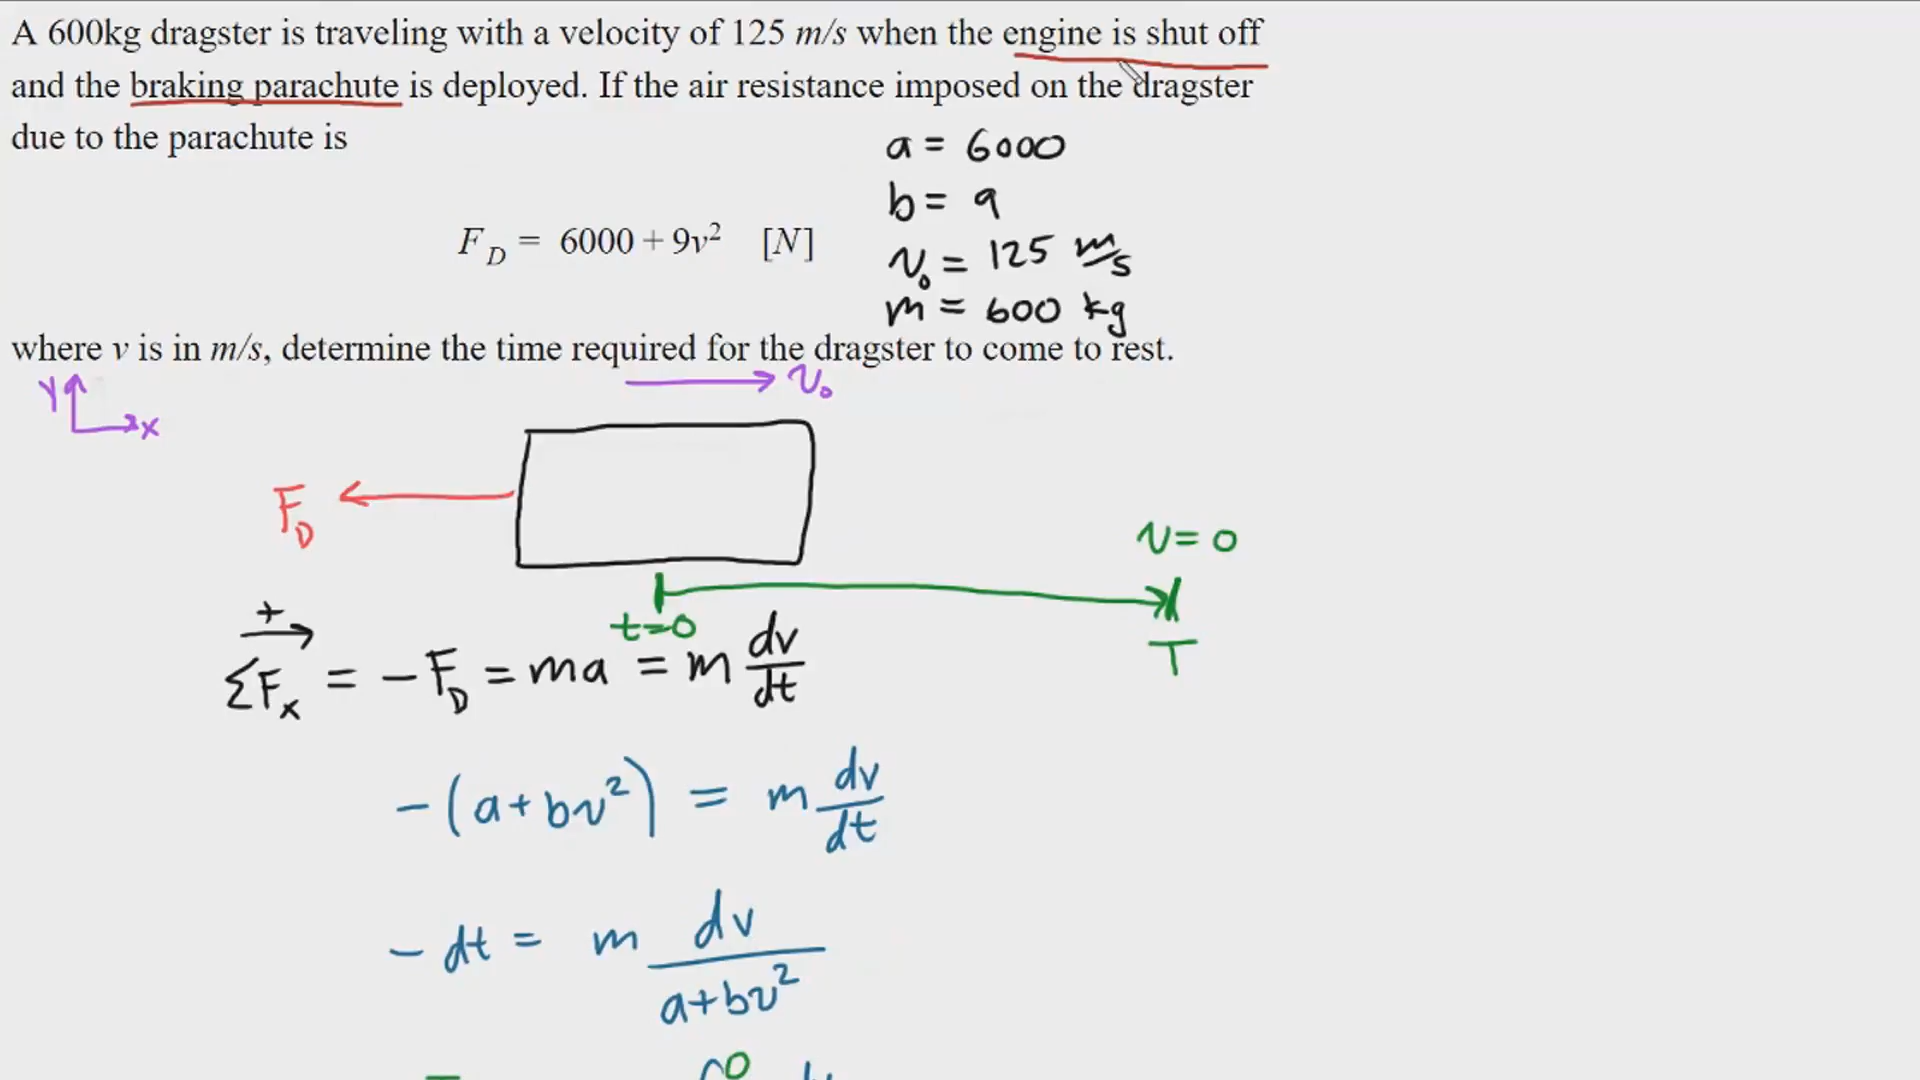 A 600kg dragster is traveling with a velocity of 125 m/s when the engine is shut off
and the braking parachute is deployed. If the air resistance imposed on the dragster
due to the parachute is
a = 6000
b = 9
F_D = 6000 + 9v² [N]
v₀ = 125 m/s
m = 600 kg
where v is in m/s, determine the time required for the dragster to come to rest.
Y
x
v₀
F_D
v = 0
t=0
T
+
ΣF_x = -F_D = ma = m dv/dt
-(a+bv²) = m dv/dt
-dt = m dv/(a+bv²)
0